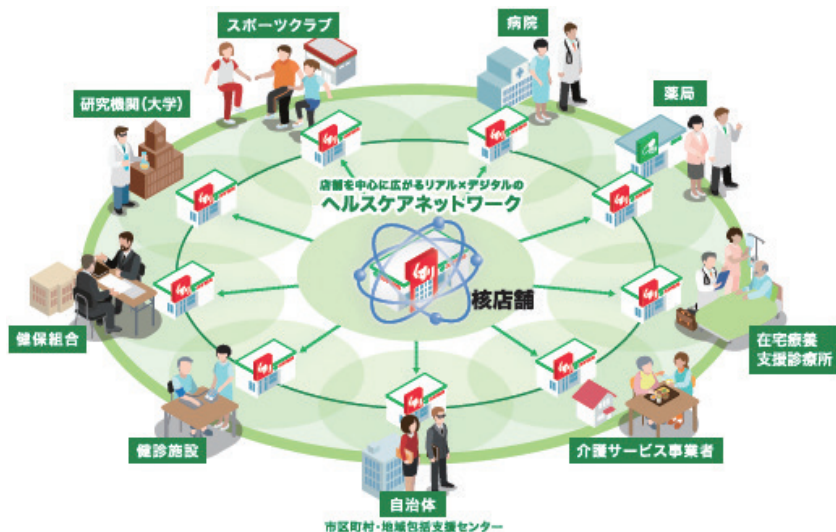 スポーツクラブ
病院
研究機関(大学)
薬局
店舗を中心に広がるリアル×デジタルの
ヘルスケアネットワーク
核店舗
健保組合
在宅療養
支援診療所
健診施設
介護サービス事業者
自治体
市区町村・地域包括支援センター